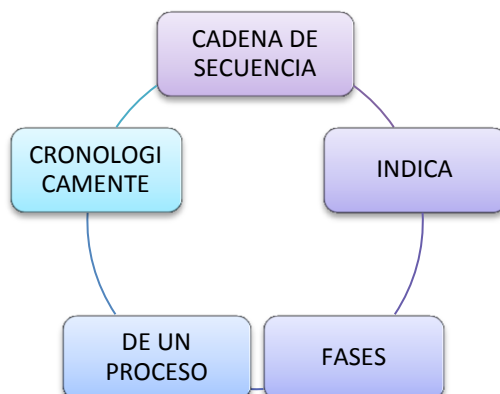 CADENA DE
SECUENCIA
INDICA
FASES
DE UN
PROCESO
CRONOLOGI
CAMENTE